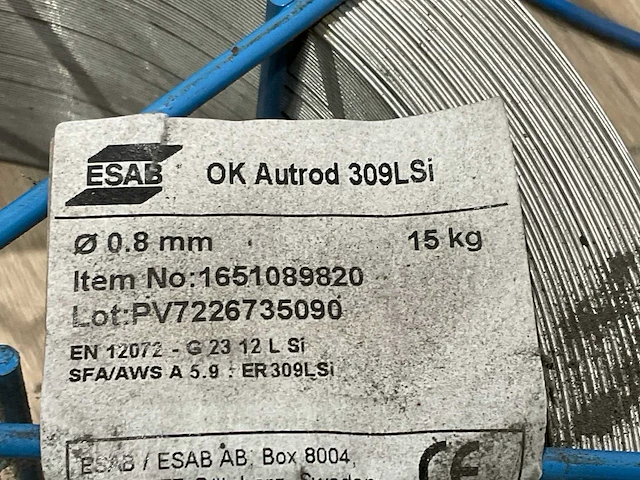 ESAB
OK Autrod 309LSi
Ø 0.8 mm 15 kg
Item No:1651089820
Lot:PV7226735090
EN 12072 - G 23 12 L Si
SFA/AWS A 5.9 : ER309LSi
ESAB / ESAB AB, Box 8004,
CE